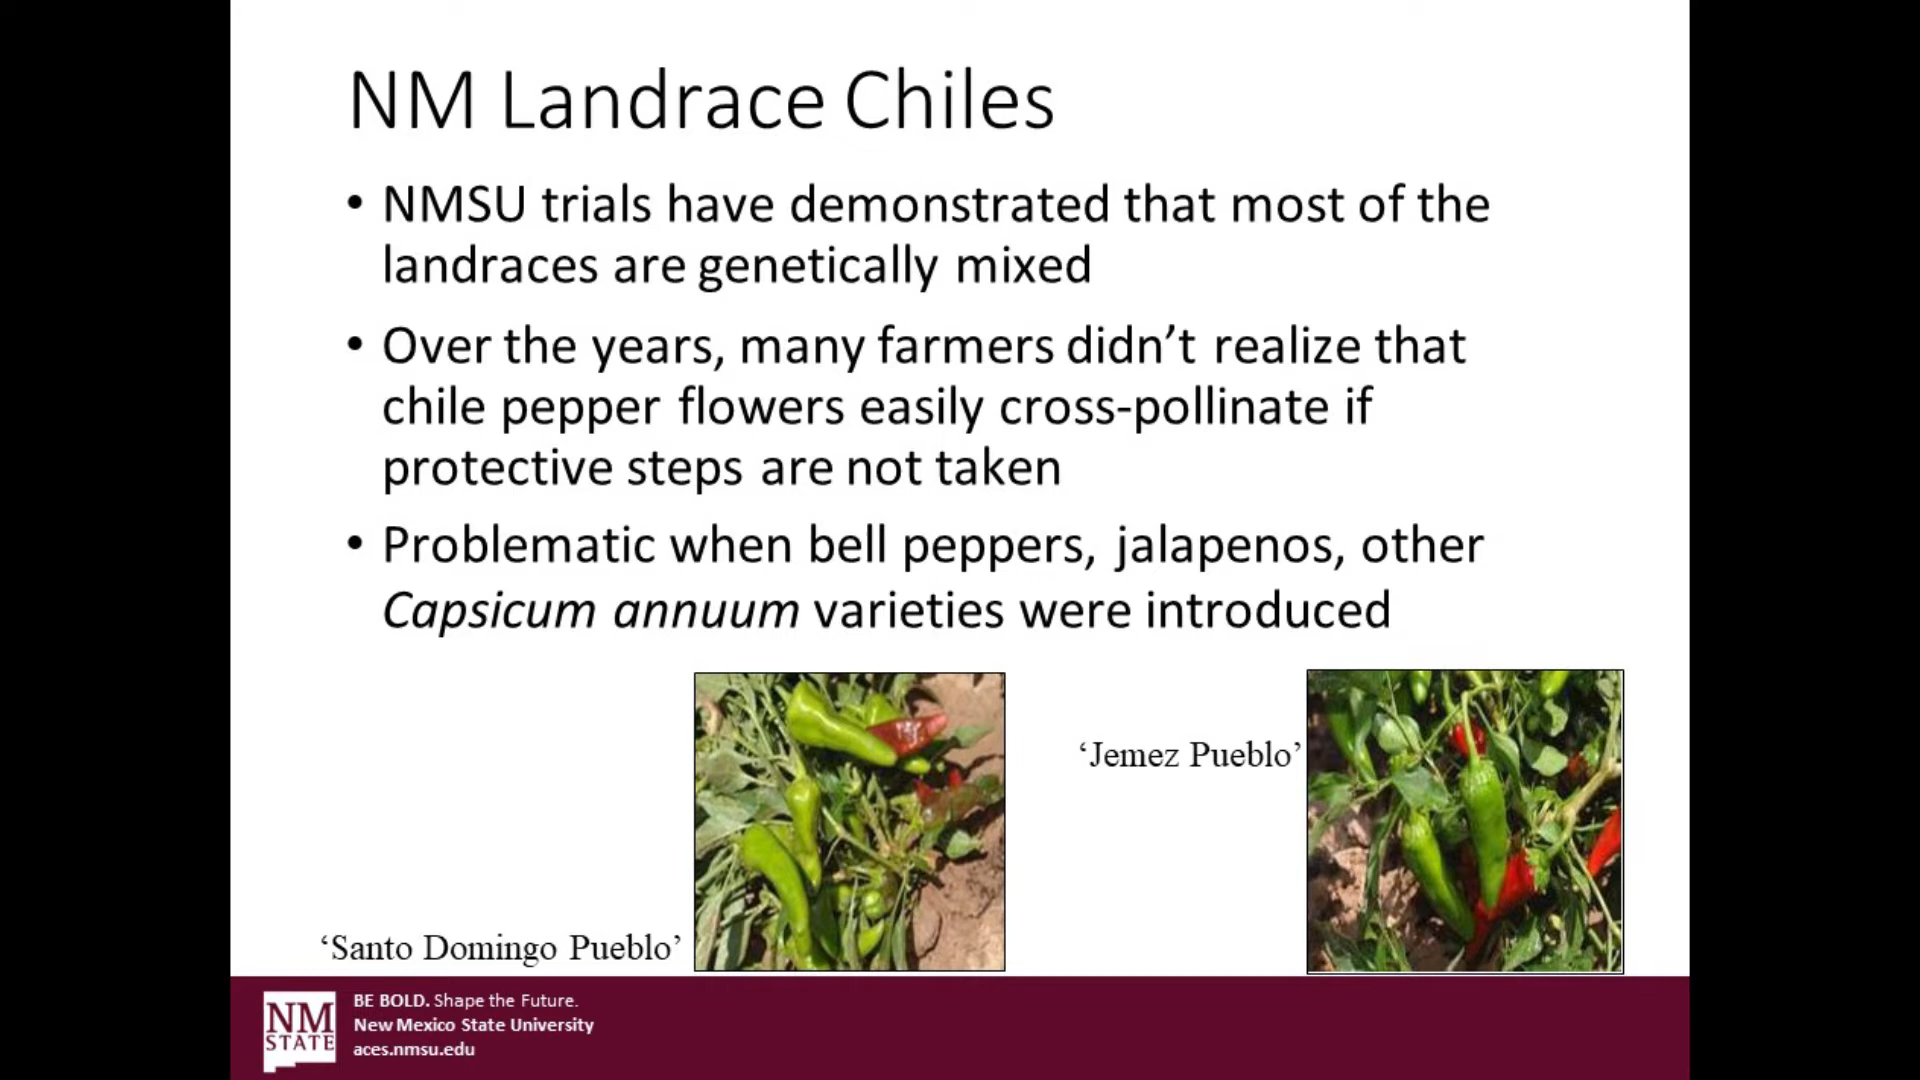 NM Landrace Chiles
• NMSU trials have demonstrated that most of the
landraces are genetically mixed
• Over the years, many farmers didn’t realize that
chile pepper flowers easily cross-pollinate if
protective steps are not taken
• Problematic when bell peppers, jalapenos, other
Capsicum annuum varieties were introduced
‘Jemez Pueblo’
‘Santo Domingo Pueblo’
NM
STATE
BE BOLD. Shape the Future.
New Mexico State University
aces.nmsu.edu